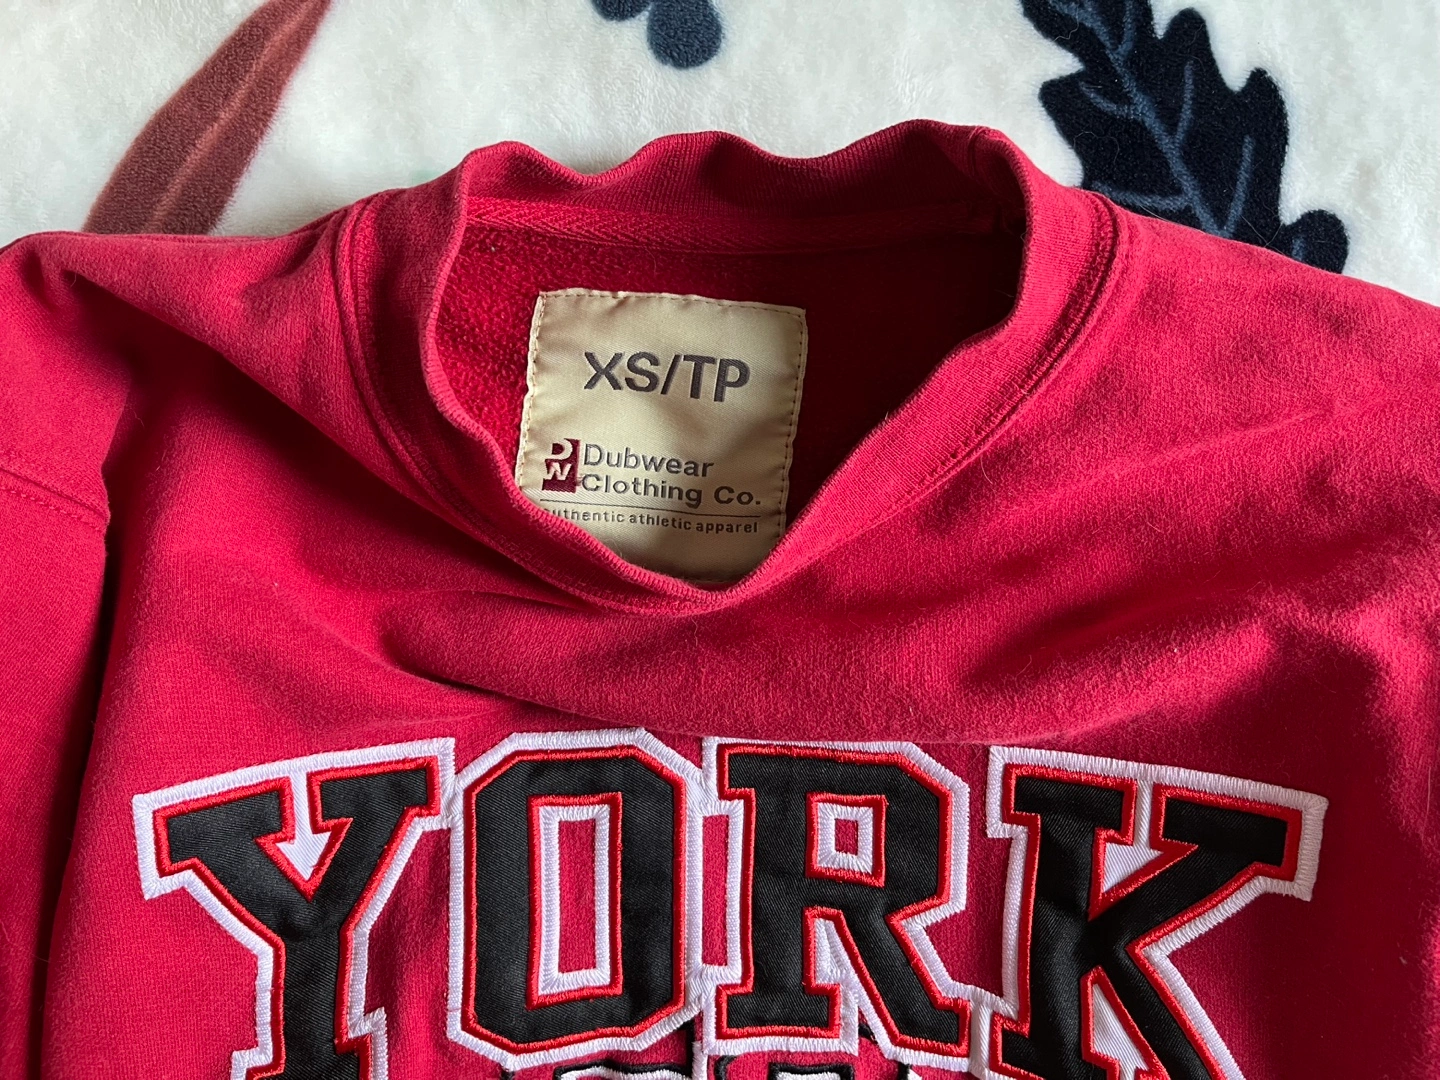 XS/TP
DW Dubwear
Clothing Co.
authentic athletic apparel
YORK